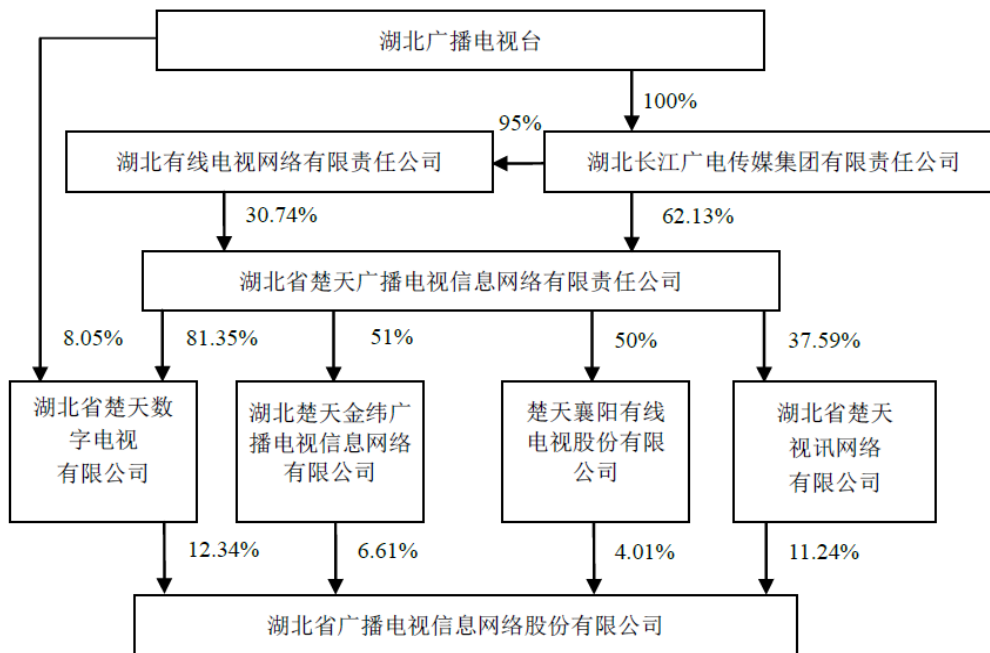 湖北广播电视台
100%
95%
湖北有线电视网络有限责任公司
湖北长江广电传媒集团有限责任公司
30.74%
62.13%
湖北省楚天广播电视信息网络有限责任公司
8.05%
81.35%
51%
50%
37.59%
湖北省楚天数
字电视
有限公司
湖北楚天金纬广
播电视信息网络
有限公司
楚天襄阳有线
电视股份有限
公司
湖北省楚天
视讯网络
有限公司
12.34%
6.61%
4.01%
11.24%
湖北省广播电视信息网络股份有限公司